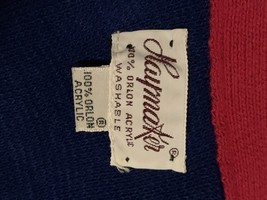 Haymaker ®
100% ORLON ACRYLIC
WASHABLE
100% ORLON ®
ACRYLIC